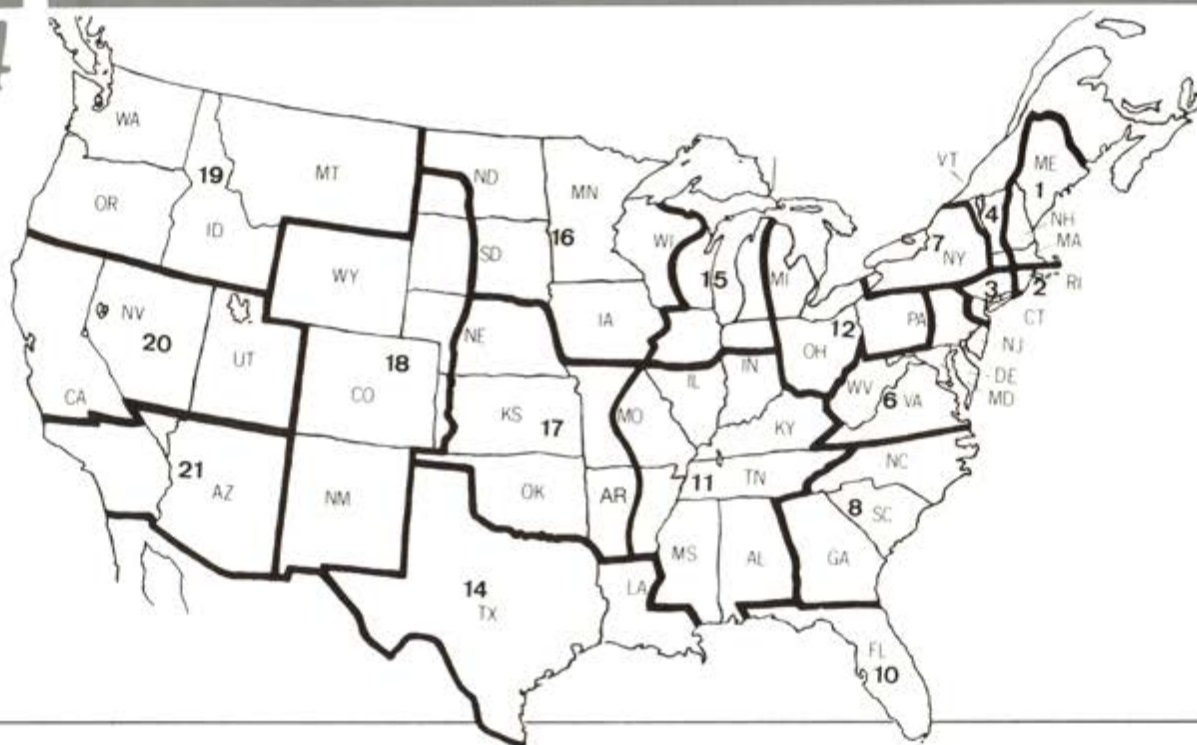 WA
MT
ND
MN
VT
ME
1
19
OR
ID
SD
16
WI
4
NH
MA
7
NY
WY
15
MI
3
2
RI
NV
20
UT
18
NE
IA
12
OH
PA
CT
NJ
CA
CO
KS
17
MO
IL
IN
WV
6
VA
DE
MD
KY
21
AZ
NM
OK
AR
11
TN
NC
8
SC
14
TX
LA
MS
AL
GA
FL
10